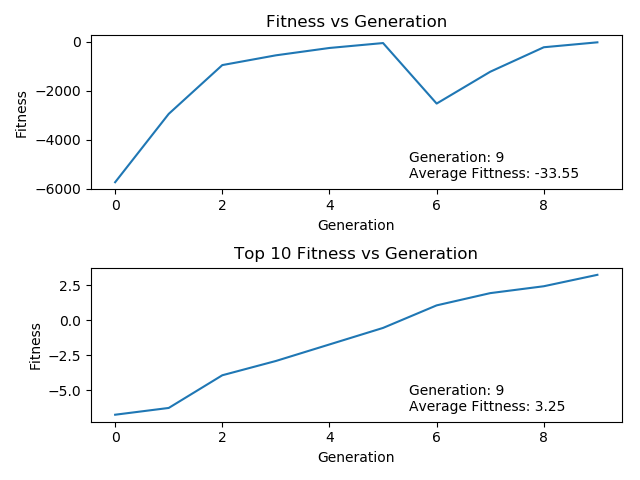 Fitness vs Generation
0
−2000
−4000
−6000
Fitness
Generation: 9
Average Fittness: -33.55
0 2 4 6 8
Generation
Top 10 Fitness vs Generation
2.5
0.0
−2.5
−5.0
Fitness
Generation: 9
Average Fittness: 3.25
0 2 4 6 8
Generation